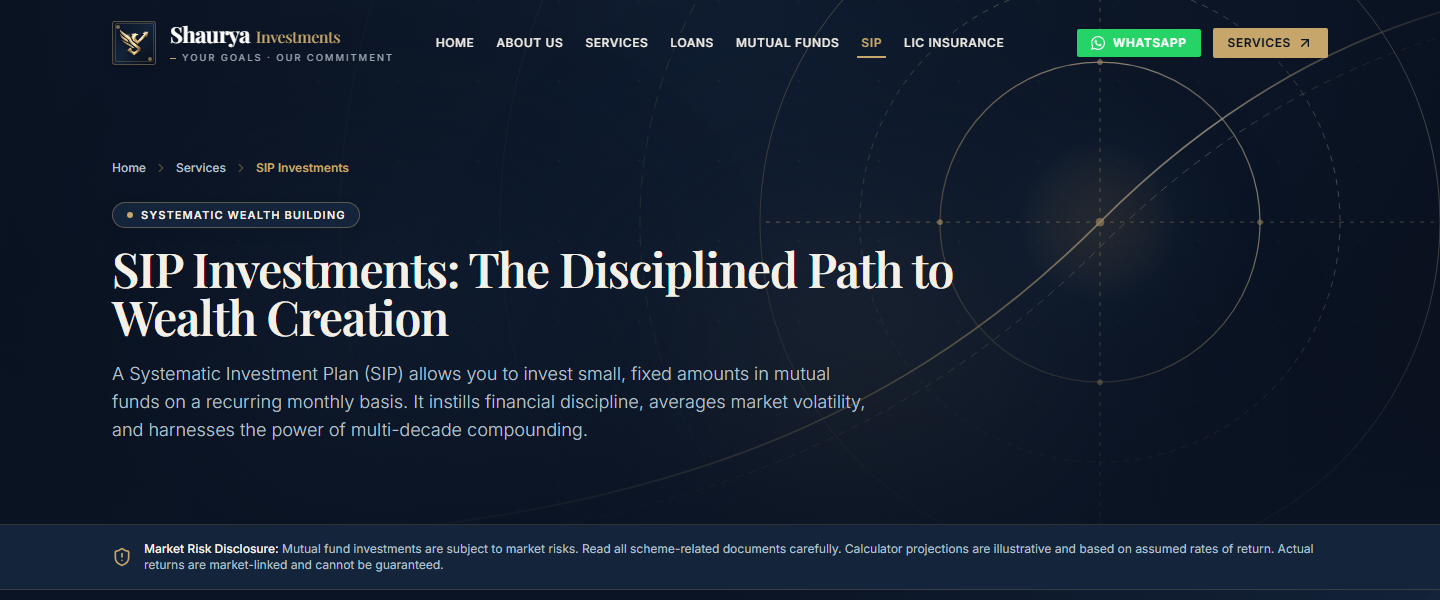 Shaurya Investments
– YOUR GOALS · OUR COMMITMENT
HOME ABOUT US SERVICES LOANS MUTUAL FUNDS SIP LIC INSURANCE
WHATSAPP
SERVICES
Home > Services > SIP Investments
SYSTEMATIC WEALTH BUILDING
SIP Investments: The Disciplined Path to
Wealth Creation
A Systematic Investment Plan (SIP) allows you to invest small, fixed amounts in mutual
funds on a recurring monthly basis. It instills financial discipline, averages market volatility,
and harnesses the power of multi-decade compounding.
Market Risk Disclosure: Mutual fund investments are subject to market risks. Read all scheme-related documents carefully. Calculator projections are illustrative and based on assumed rates of return. Actual
returns are market-linked and cannot be guaranteed.